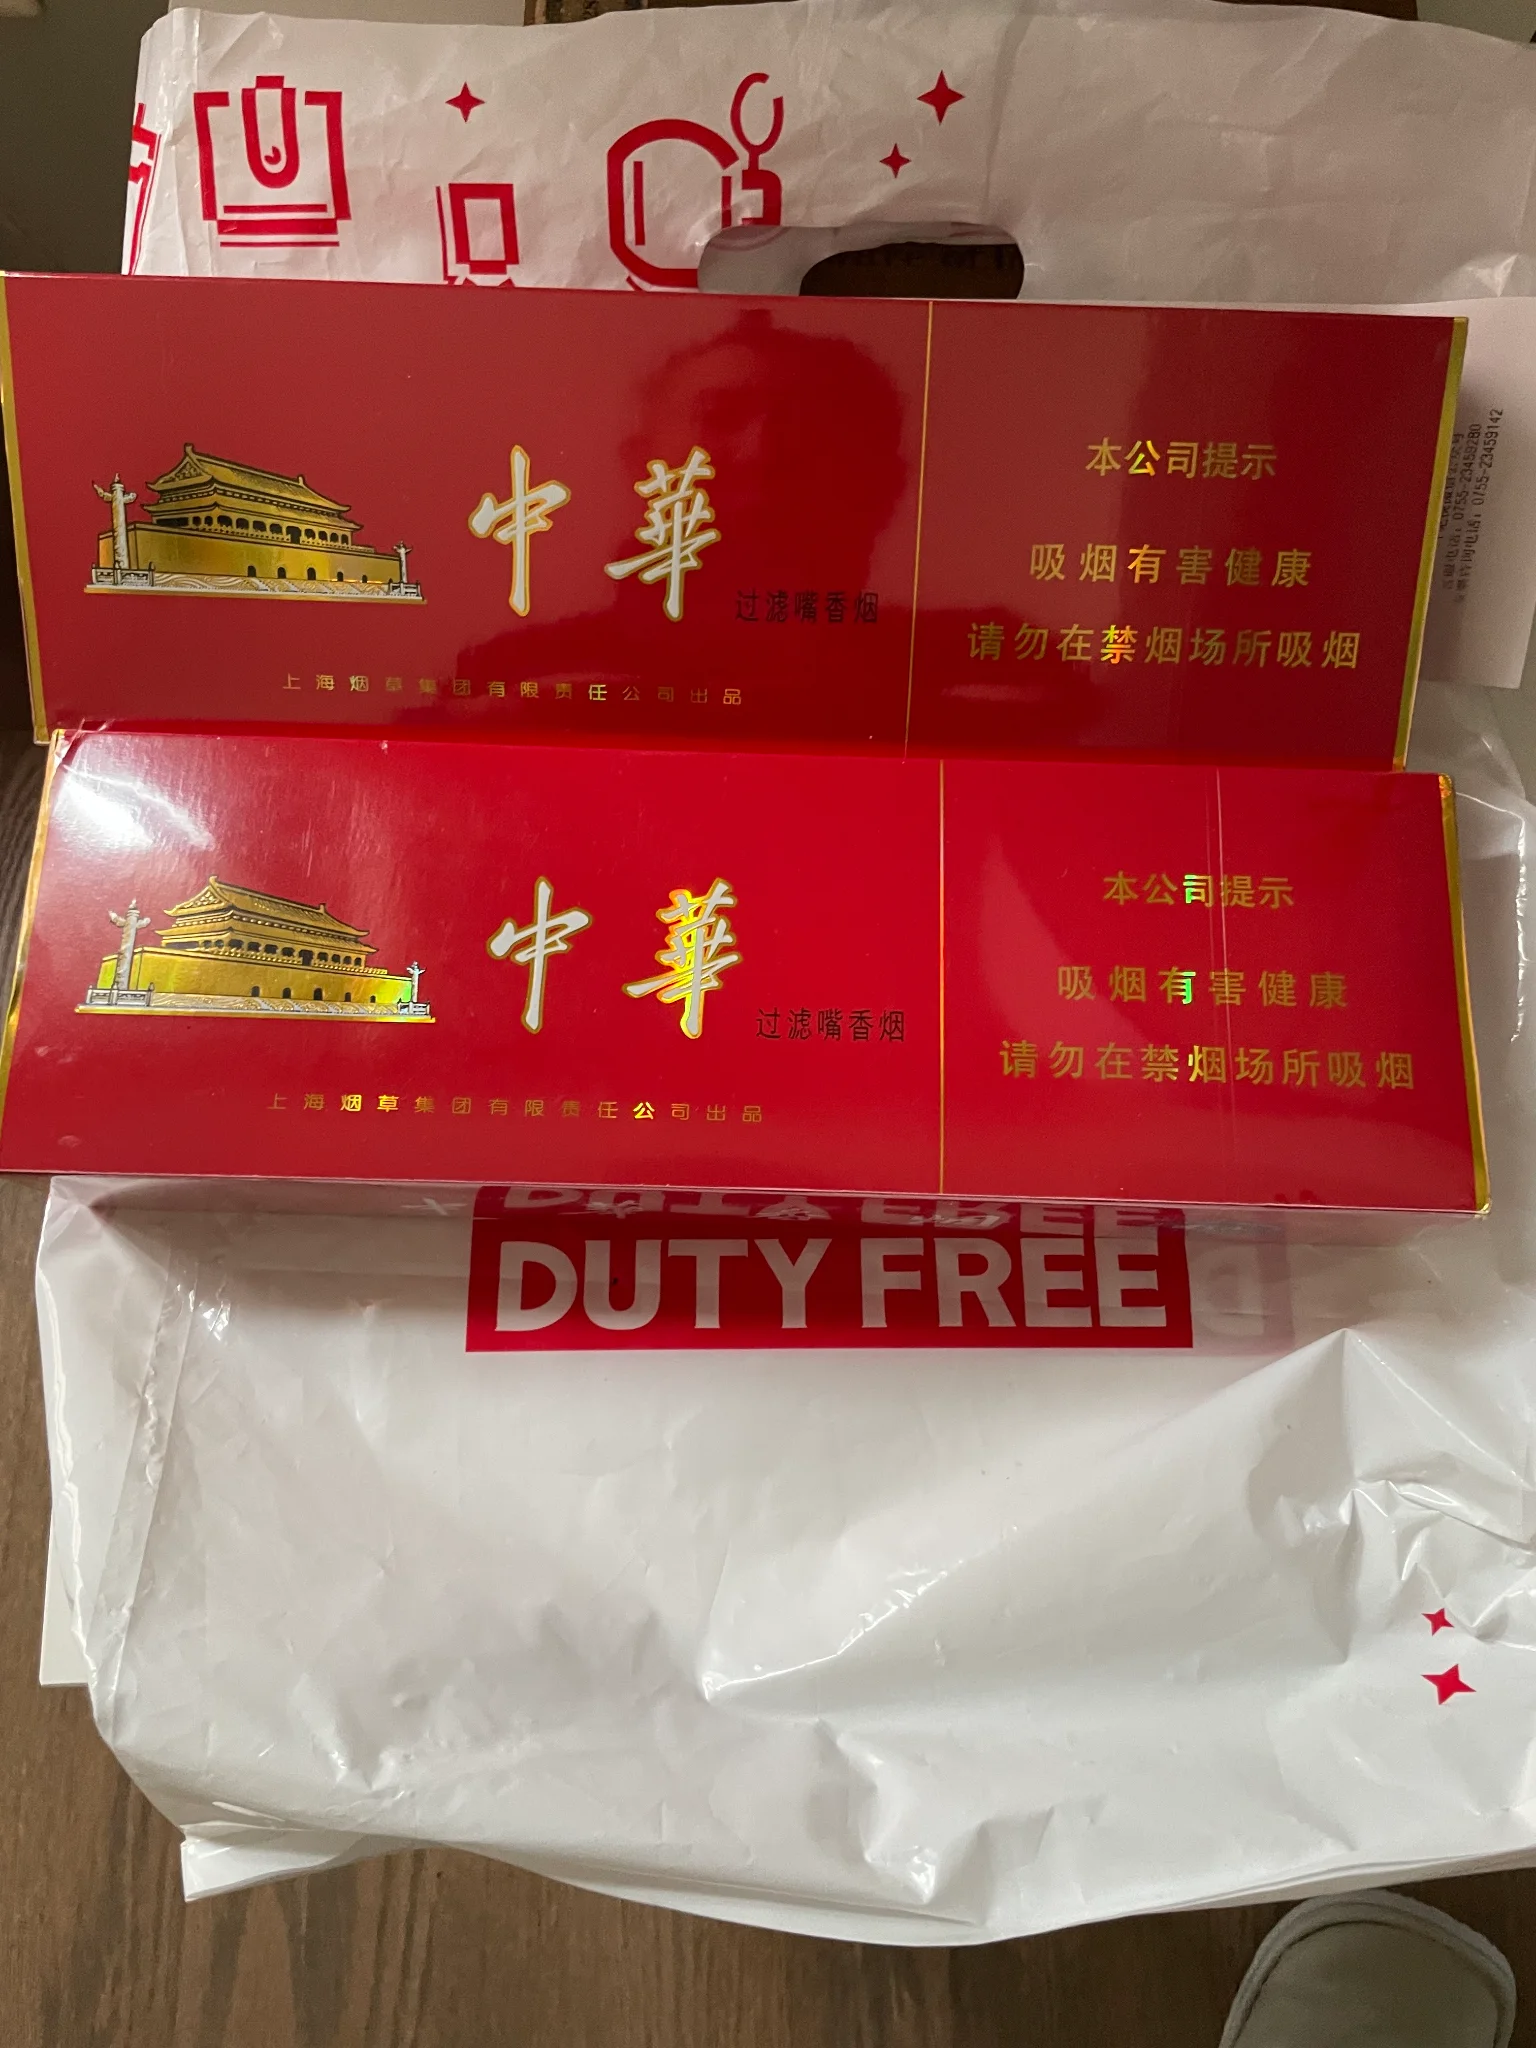 中華
过滤嘴香烟
上海烟草集团有限责任公司出品
本公司提示
吸烟有害健康
请勿在禁烟场所吸烟
0755-23459280
0755-23459142
中華
过滤嘴香烟
上海烟草集团有限责任公司出品
本公司提示
吸烟有害健康
请勿在禁烟场所吸烟
DUTY FREE